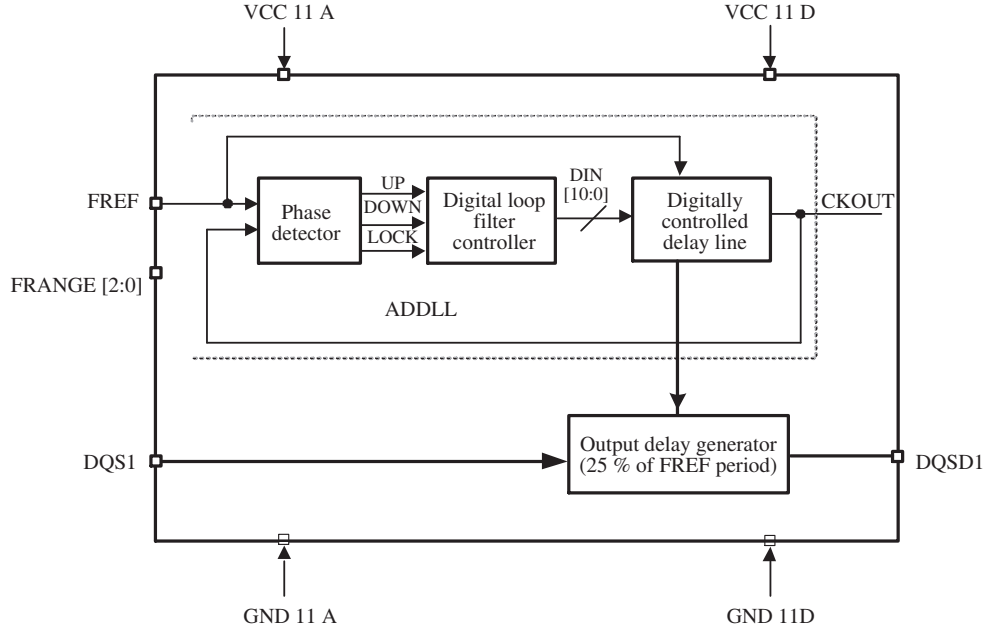 VCC 11 A
VCC 11 D
FREF
Phase
detector
UP
DOWN
LOCK
Digital loop
filter
controller
DIN
[10:0]
Digitally
controlled
delay line
CKOUT
FRANGE [2:0]
ADDLL
DQS1
Output delay generator
(25 % of FREF period)
DQSD1
GND 11 A
GND 11D